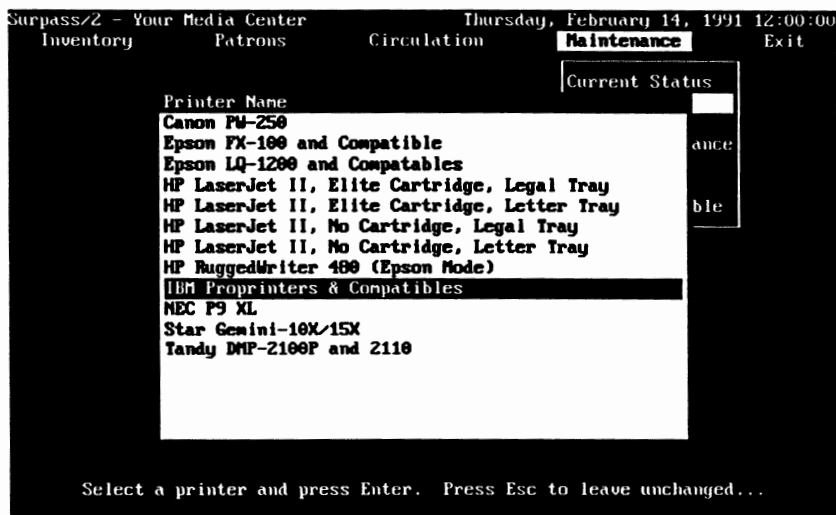 Surpass/2 - Your Media Center Thursday, February 14, 1991 12:00:00
Inventory Patrons Circulation Maintenance Exit
Current Status
Printer Name
Canon PW-250
Epson FX-100 and Compatible
ance
Epson LQ-1200 and Compatables
HP LaserJet II, Elite Cartridge, Legal Tray
HP LaserJet II, Elite Cartridge, Letter Tray
ble
HP LaserJet II, No Cartridge, Legal Tray
HP LaserJet II, No Cartridge, Letter Tray
HP RuggedWriter 480 (Epson Mode)
IBM Proprinters & Compatibles
NEC P9 XL
Star Gemini-10X/15X
Tandy DMP-2100P and 2110
Select a printer and press Enter. Press Esc to leave unchanged...